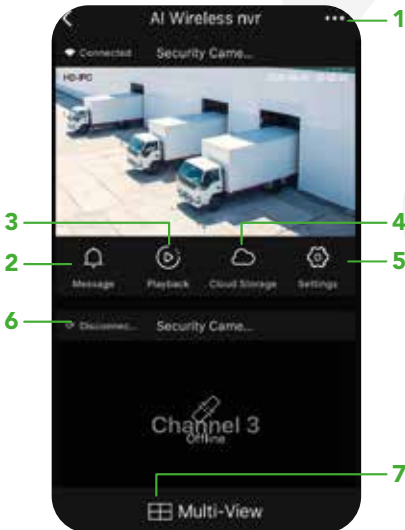 AI Wireless nvr ••• 1
Connected Security Came...
HD-IPC
3 4
2 5
Message Playback Cloud Storage Settings
6 Disconnec... Security Came...
Channel 3
Offline
7
Multi-View